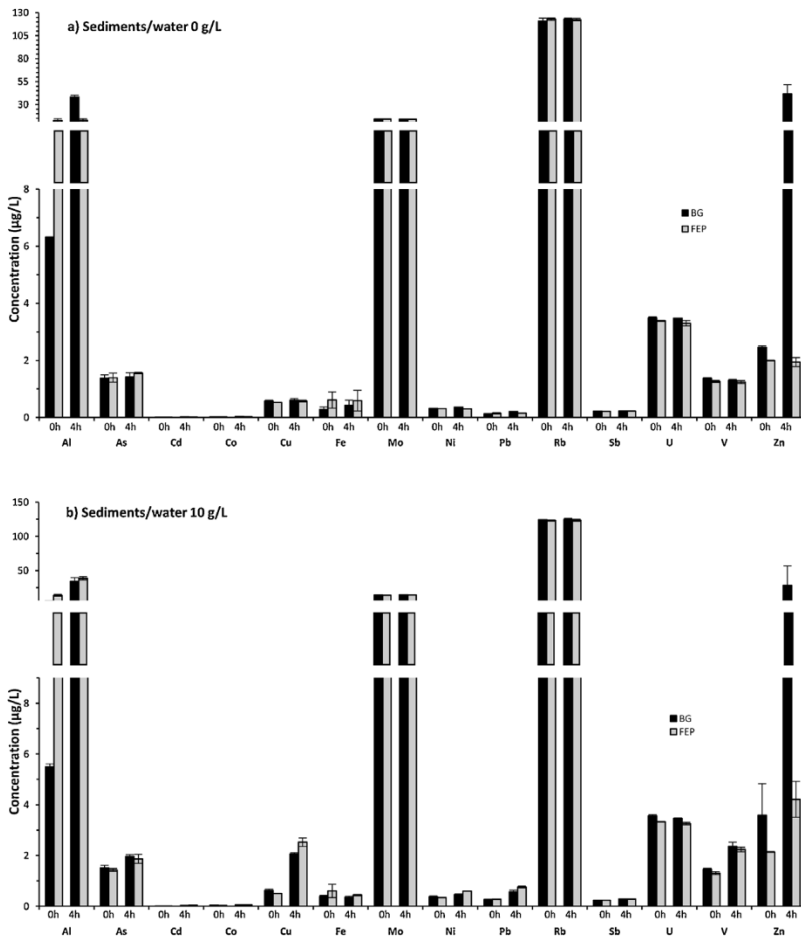 a) Sediments/water 0 g/L
130
105
80
55
30
8
6
4
2
0
Concentration (µg/L)
BG
FEP
0h 4h 0h 4h 0h 4h 0h 4h 0h 4h 0h 4h 0h 4h 0h 4h 0h 4h 0h 4h 0h 4h 0h 4h 0h 4h 0h 4h
Al As Cd Co Cu Fe Mo Ni Pb Rb Sb U V Zn
b) Sediments/water 10 g/L
150
100
50
8
6
4
2
0
Concentration (µg/L)
BG
FEP
0h 4h 0h 4h 0h 4h 0h 4h 0h 4h 0h 4h 0h 4h 0h 4h 0h 4h 0h 4h 0h 4h 0h 4h 0h 4h 0h 4h
Al As Cd Co Cu Fe Mo Ni Pb Rb Sb U V Zn